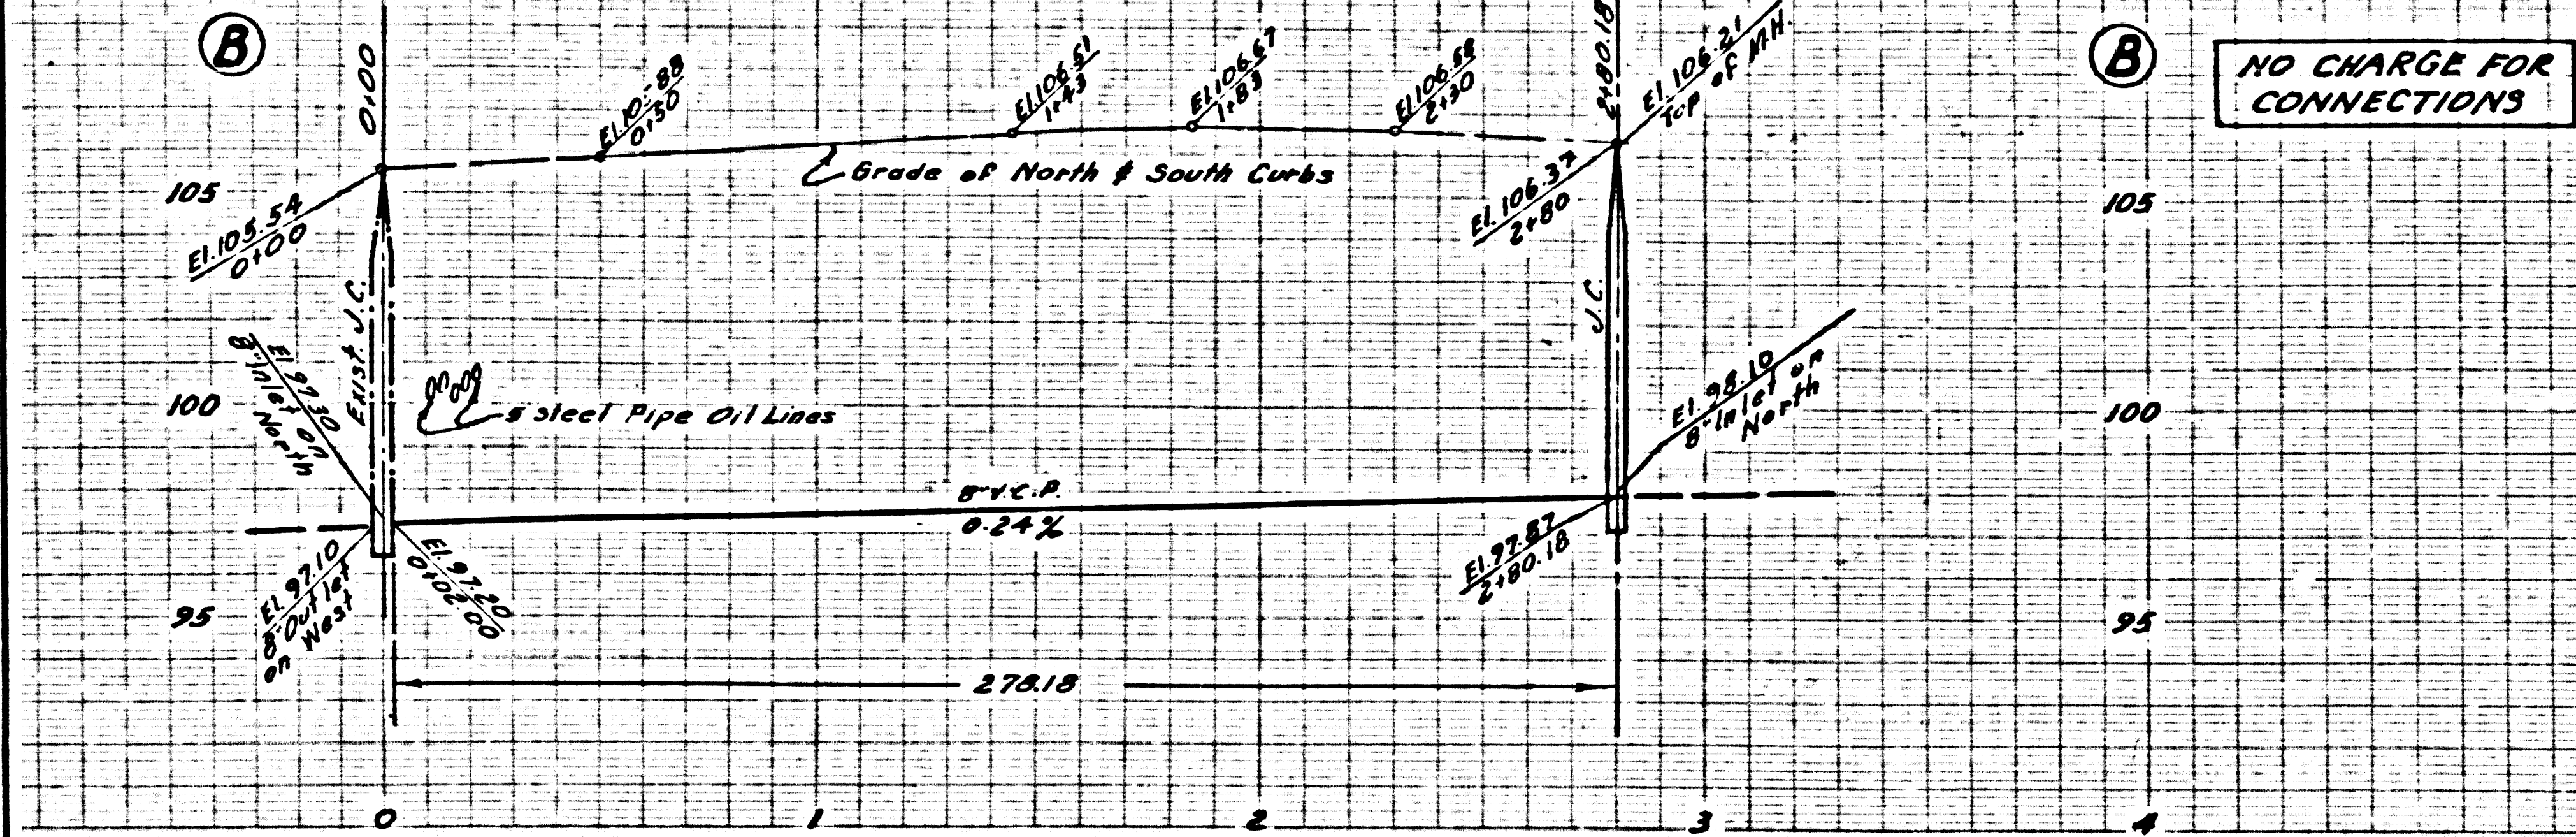 B
0+00
El. 88
0+50
El.106.51
1+43
El.106.67
1+83
El.106.
2+30
2+80.18
El.106.21
Top of M.H.
B
NO CHARGE FOR
CONNECTIONS
Grade of North & South Curbs
105
El.105.54
0+00
El.106.37
2+80
105
Exist. J.C.
J.C.
El.97.30
8" Inlet on
North
100
5 Steel Pipe Oil Lines
El.98.10
8" Inlet on
North
100
8" V.C.P.
0.24%
El.97.10
8" Outlet
on West
El.97.20
0+02.00
El.97.87
2+80.18
95
95
278.18
0
1
2
3
4